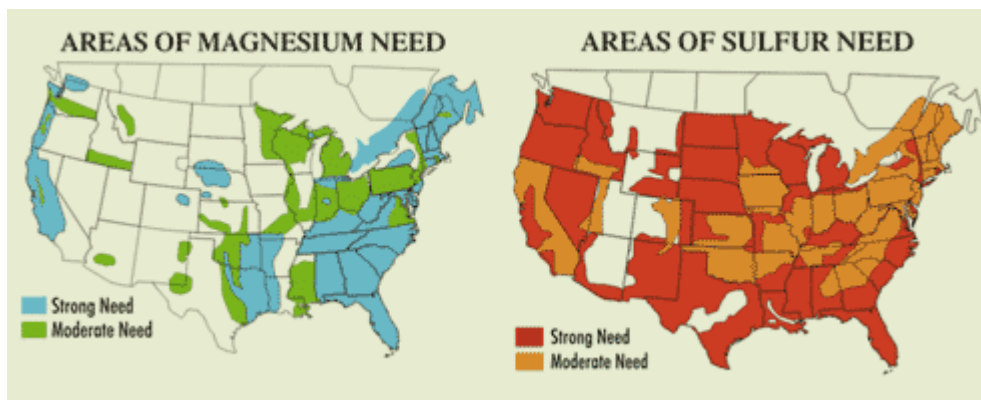 AREAS OF MAGNESIUM NEED
Strong Need
Moderate Need
AREAS OF SULFUR NEED
Strong Need
Moderate Need